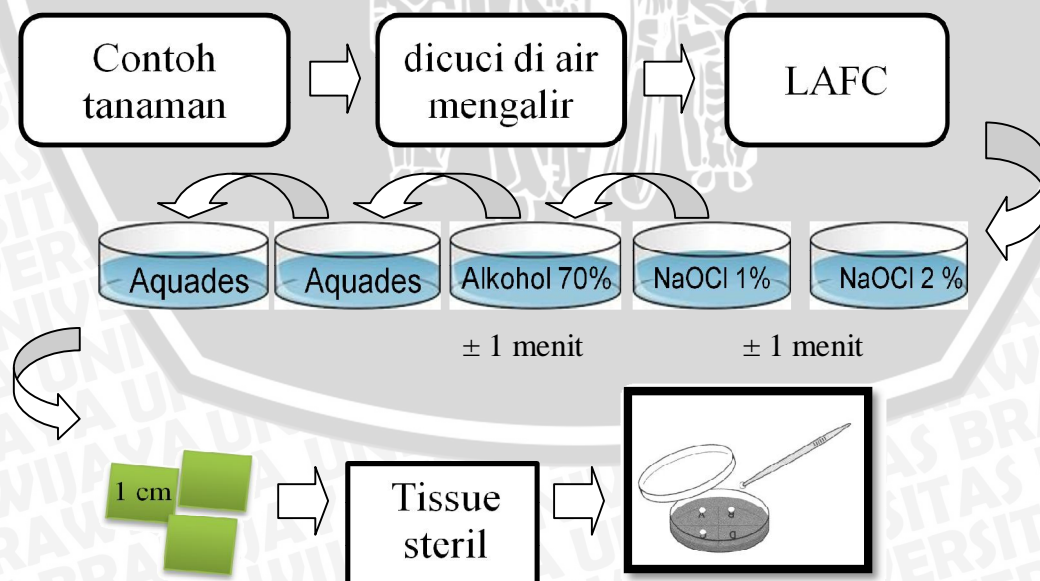 Contoh
tanaman
dicuci di air
mengalir
LAFC
Aquades
Aquades
Alkohol 70%
NaOCl 1%
NaOCl 2 %
± 1 menit
± 1 menit
1 cm
Tissue
steril